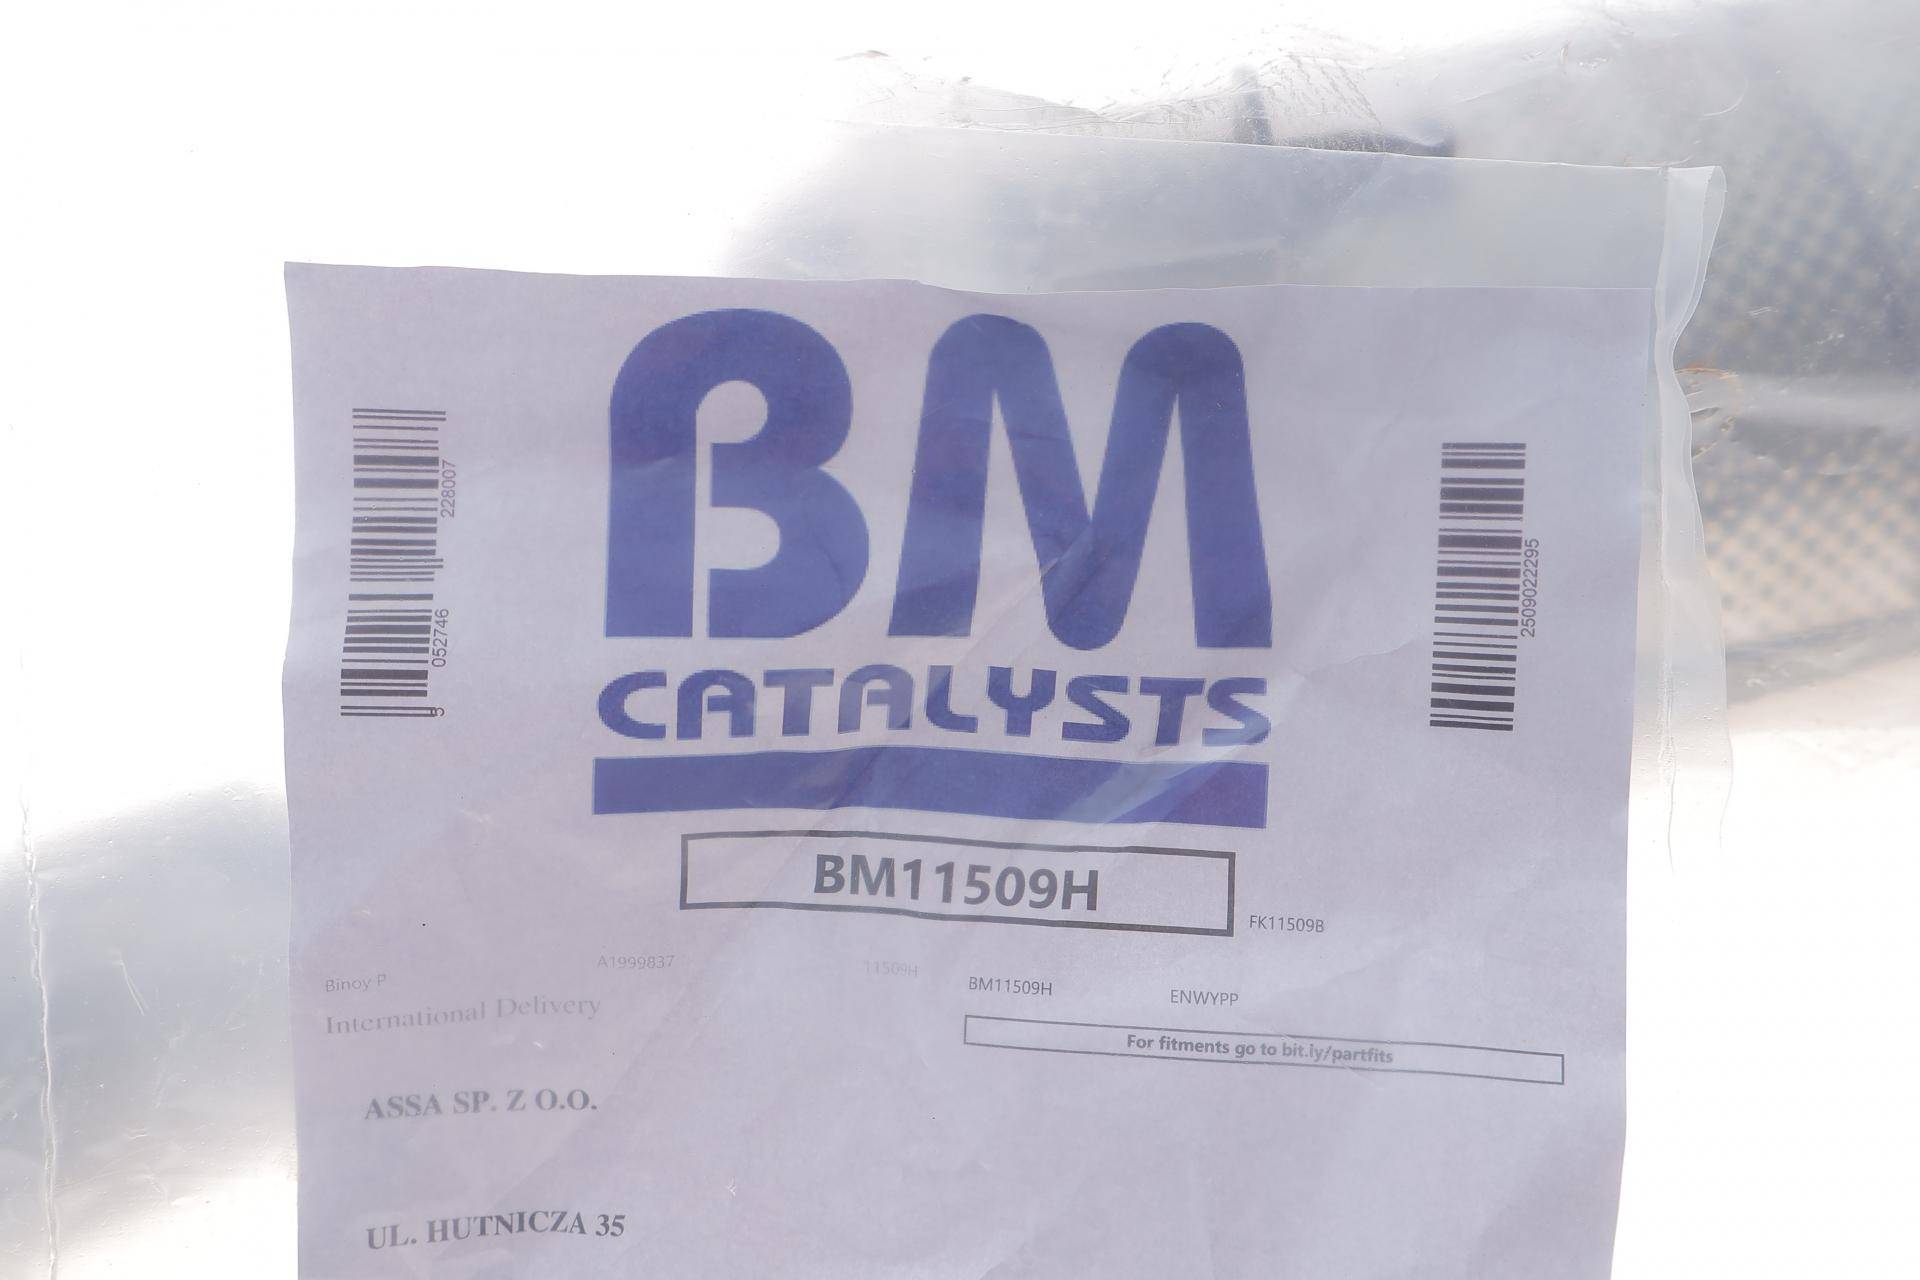 BM
CATALYSTS
5 052746 228007
2509022295
BM11509H
FK11509B
Binoy P
A1999837
11509H
BM11509H
ENWYPP
International Delivery
For fitments go to bit.ly/partfits
ASSA SP. Z O.O.
UL. HUTNICZA 35